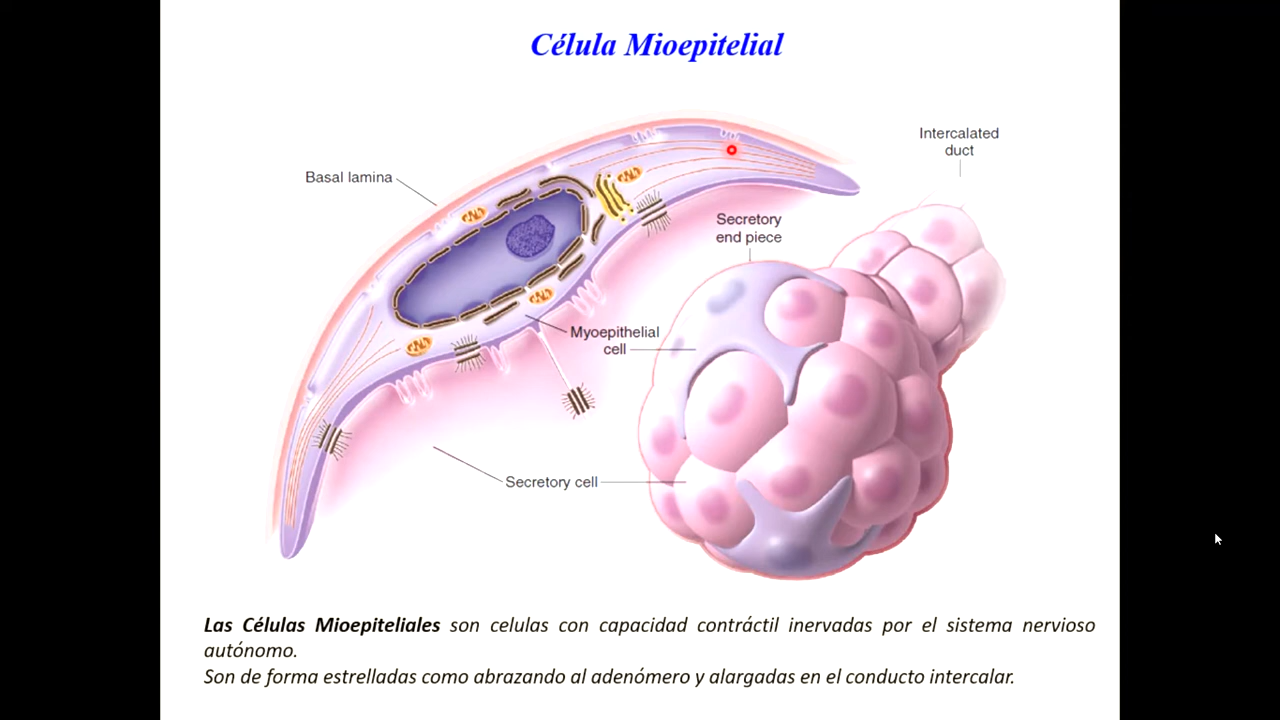 Célula Mioepitelial
Intercalated
duct
Basal lamina
Secretory
end piece
Myoepithelial
cell
Secretory cell
Las Células Mioepiteliales son celulas con capacidad contráctil inervadas por el sistema nervioso
autónomo.
Son de forma estrelladas como abrazando al adenómero y alargadas en el conducto intercalar.